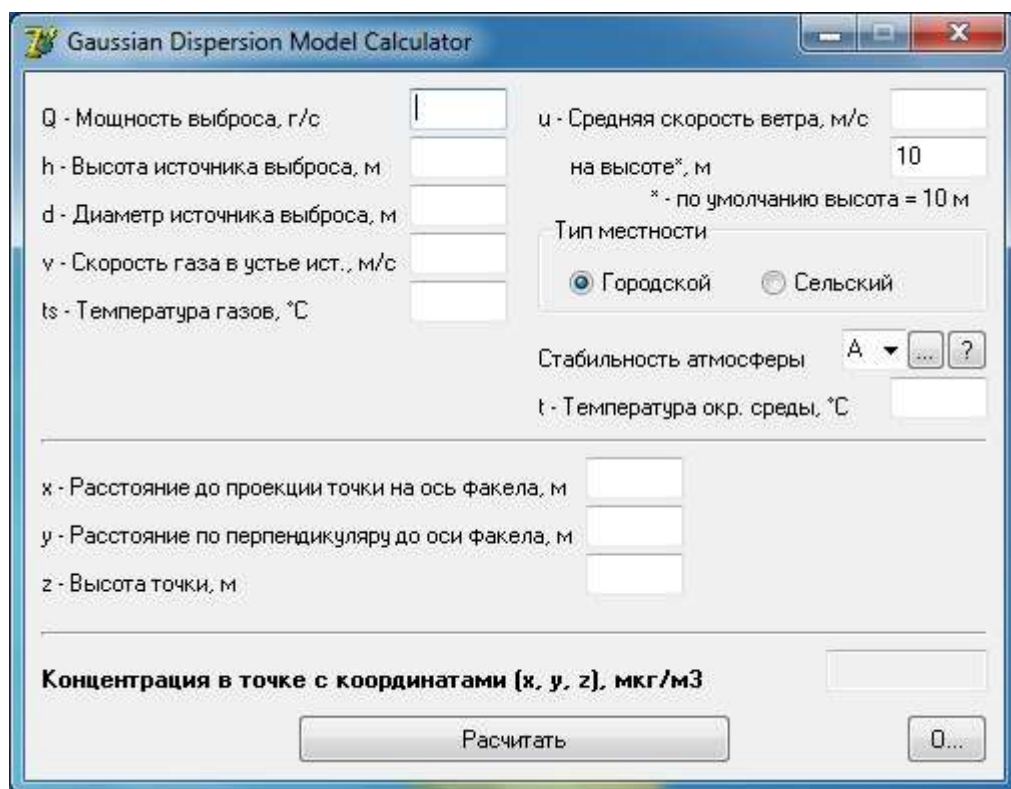 Gaussian Dispersion Model Calculator
Q - Мощность выброса, г/с
h - Высота источника выброса, м
d - Диаметр источника выброса, м
v - Скорость газа в устье ист., м/с
ts - Температура газов, °C
u - Средняя скорость ветра, м/с
на высоте*, м 10
* - по умолчанию высота = 10 м
Тип местности
Городской Сельский
Стабильность атмосферы A ... ?
t - Температура окр. среды, °C
x - Расстояние до проекции точки на ось факела, м
y - Расстояние по перпендикуляру до оси факела, м
z - Высота точки, м
Концентрация в точке с координатами (x, y, z), мкг/м3
Расчитать О...